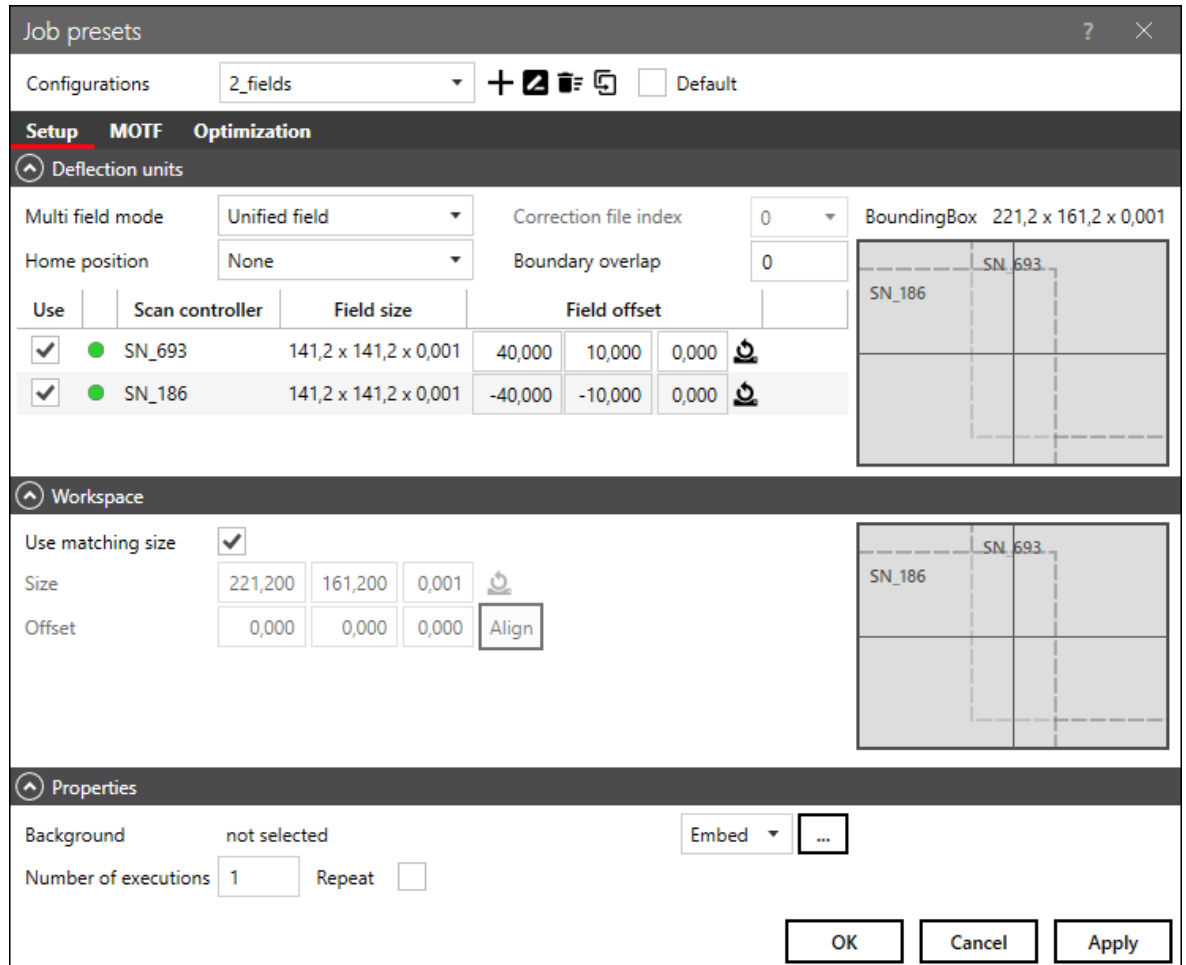 Job presets ?
Configurations 2_fields Default
Setup MOTF Optimization
Deflection units
Multi field mode Unified field Correction file index 0 BoundingBox 221,2 x 161,2 x 0,001
Home position None Boundary overlap 0
SN_693
SN_186
Use Scan controller Field size Field offset
SN_693 141,2 x 141,2 x 0,001 40,000 10,000 0,000
SN_186 141,2 x 141,2 x 0,001 -40,000 -10,000 0,000
Workspace
Use matching size
SN_693
SN_186
Size 221,200 161,200 0,001
Offset 0,000 0,000 0,000 Align
Properties
Background not selected Embed ...
Number of executions 1 Repeat
OK Cancel Apply